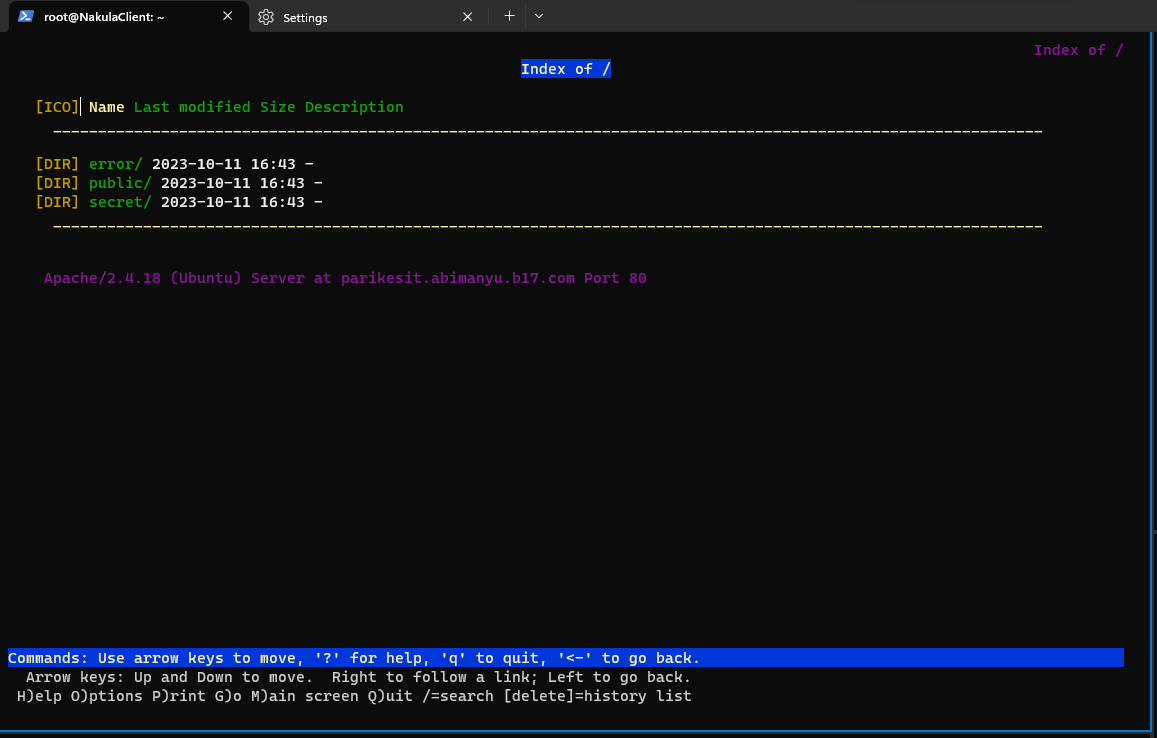 root@NakulaClient: ~
Settings
Index of /
Index of /
[ICO] Name Last modified Size Description
[DIR] error/ 2023-10-11 16:43 -
[DIR] public/ 2023-10-11 16:43 -
[DIR] secret/ 2023-10-11 16:43 -
Apache/2.4.18 (Ubuntu) Server at parikesit.abimanyu.b17.com Port 80
Commands: Use arrow keys to move, '?' for help, 'q' to quit, '<-' to go back.
Arrow keys: Up and Down to move.  Right to follow a link; Left to go back.
H)elp O)ptions P)rint G)o M)ain screen Q)uit /=search [delete]=history list